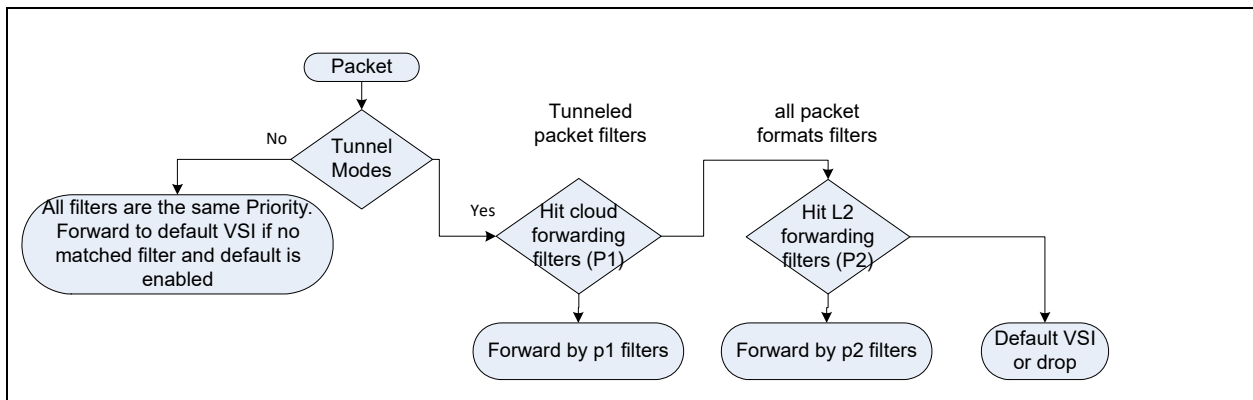 Packet
Tunneled
packet filters
all packet
formats filters
No
Tunnel
Modes
All filters are the same Priority.
Forward to default VSI if no
matched filter and default is
enabled
Yes
Hit cloud
forwarding
filters (P1)
Hit L2
forwarding
filters (P2)
Forward by p1 filters
Forward by p2 filters
Default VSI
or drop